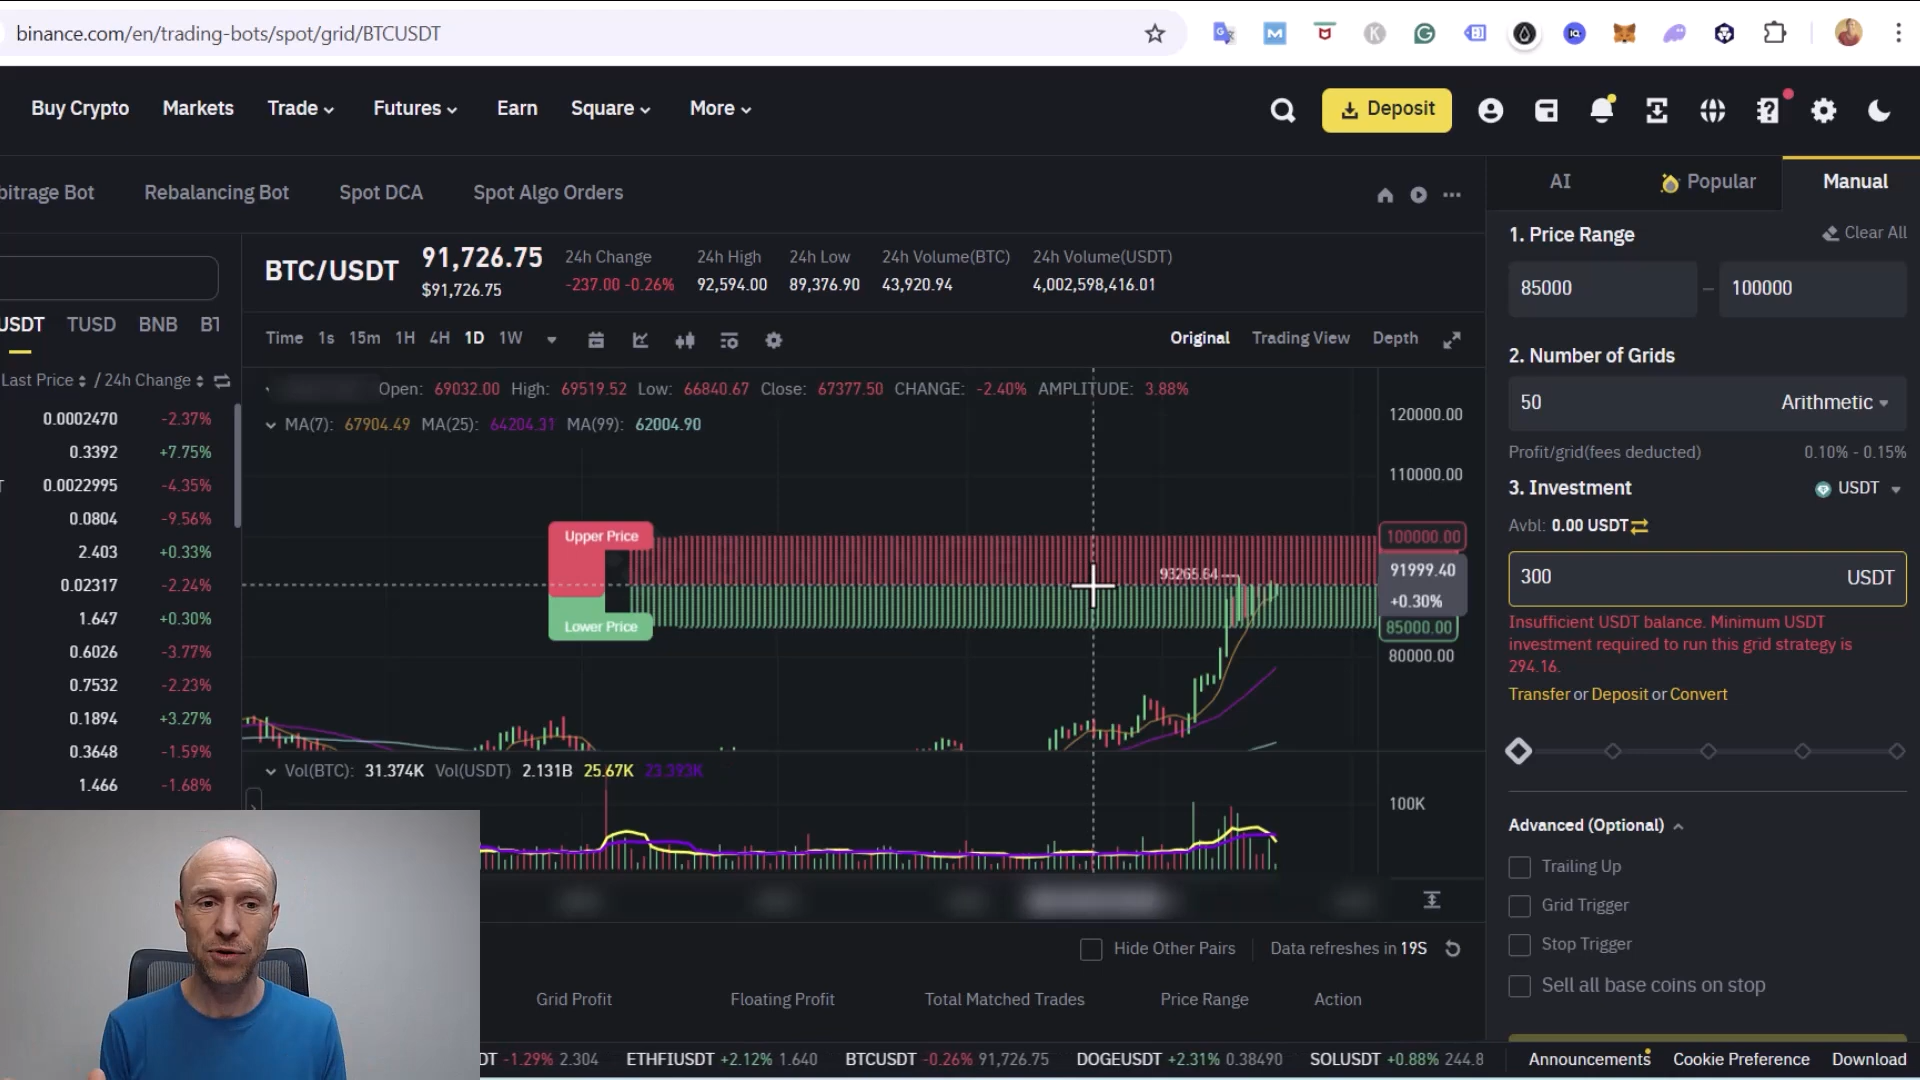 binance.com/en/trading-bots/spot/grid/BTCUSDT
Buy Crypto Markets Trade Futures Earn Square More Deposit
bitrage Bot Rebalancing Bot Spot DCA Spot Algo Orders
AI Popular Manual
BTC/USDT 91,726.75 $91,726.75
24h Change 24h High 24h Low 24h Volume(BTC) 24h Volume(USDT)
-237.00 -0.26% 92,594.00 89,376.90 43,920.94 4,002,598,416.01
USDT TUSD BNB BT
Last Price / 24h Change
0.0002470 -2.37%
0.3392 +7.75%
T 0.0022995 -4.35%
0.0804 -9.56%
2.403 +0.33%
0.02317 -2.24%
1.647 +0.30%
0.6026 -3.77%
0.7532 -2.23%
0.1894 +3.27%
0.3648 -1.59%
1.466 -1.68%
Time 1s 15m 1H 4H 1D 1W Original Trading View Depth
Open: 69032.00 High: 69519.52 Low: 66840.67 Close: 67377.50 CHANGE: -2.40% AMPLITUDE: 3.88%
MA(7): 67904.49 MA(25): 64204.31 MA(99): 62004.90
120000.00
110000.00
Upper Price 100000.00
93265.64 91999.40
+0.30%
Lower Price 85000.00
80000.00
Vol(BTC): 31.374K Vol(USDT) 2.131B 25.67K 23.393K
100K
Hide Other Pairs Data refreshes in 19S
Grid Profit Floating Profit Total Matched Trades Price Range Action
1. Price Range Clear All
85000 – 100000
2. Number of Grids
50 Arithmetic
Profit/grid(fees deducted) 0.10% - 0.15%
3. Investment USDT
Avbl: 0.00 USDT
300 USDT
Insufficient USDT balance. Minimum USDT
investment required to run this grid strategy is
294.16.
Transfer or Deposit or Convert
Advanced (Optional)
Trailing Up
Grid Trigger
Stop Trigger
Sell all base coins on stop
DT -1.29% 2.304 ETHFIUSDT +2.12% 1.640 BTCUSDT -0.26% 91,726.75 DOGEUSDT +2.31% 0.38490 SOLUSDT +0.88% 244.8 Announcements Cookie Preference Download